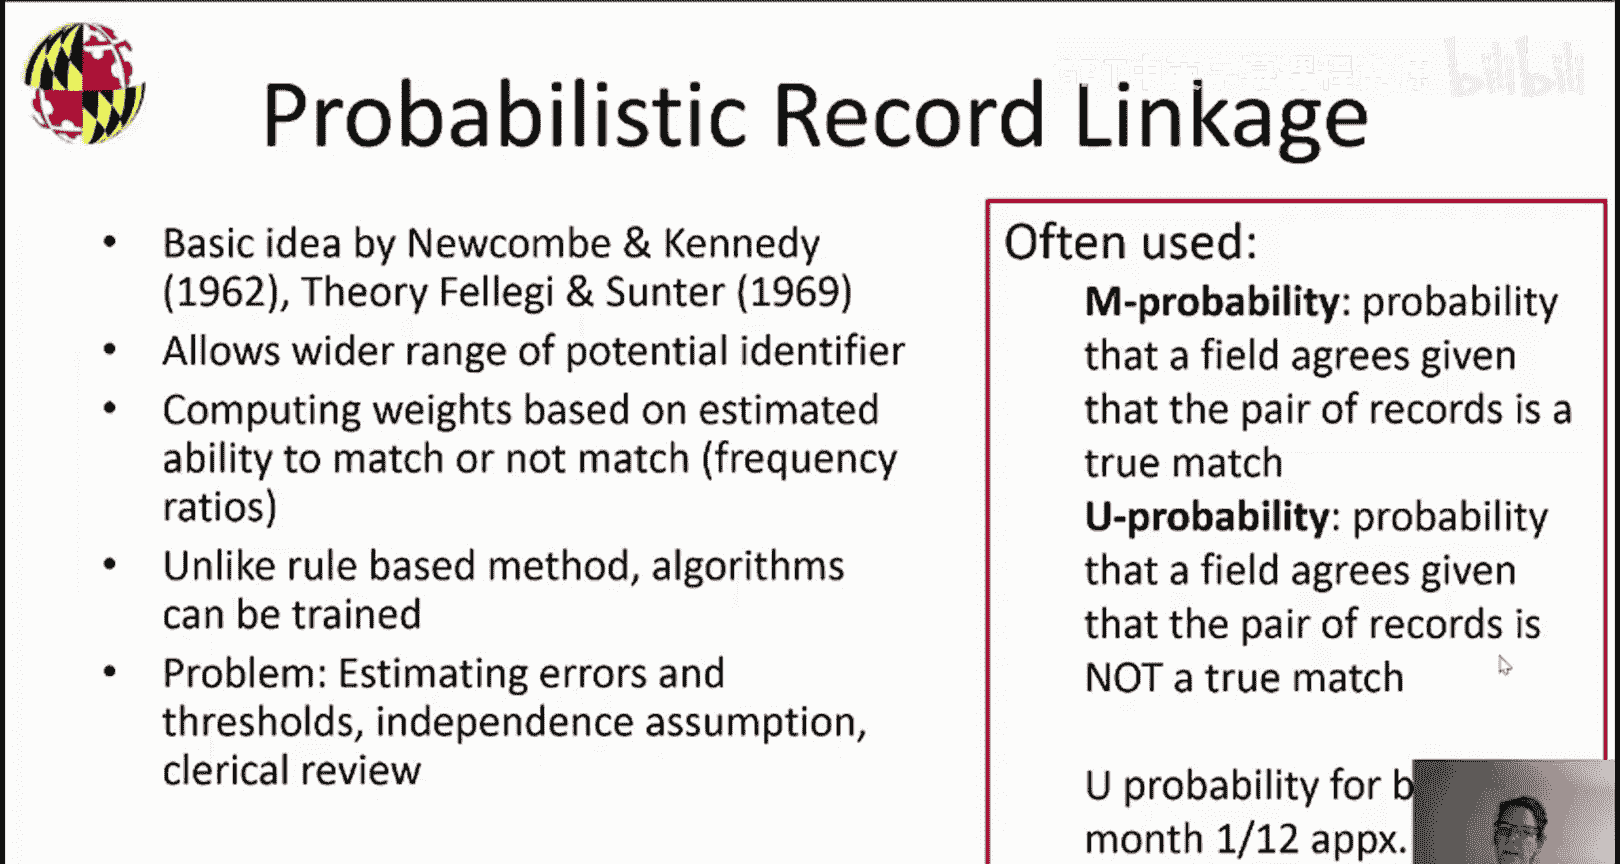 Probabilistic Record Linkage
bilibili
• Basic idea by Newcombe & Kennedy
(1962), Theory Fellegi & Sunter (1969)
• Allows wider range of potential identifier
• Computing weights based on estimated
ability to match or not match (frequency
ratios)
• Unlike rule based method, algorithms
can be trained
• Problem: Estimating errors and
thresholds, independence assumption,
clerical review
Often used:
M-probability: probability
that a field agrees given
that the pair of records is a
true match
U-probability: probability
that a field agrees given
that the pair of records is
NOT a true match
U probability for
month 1/12 appx.